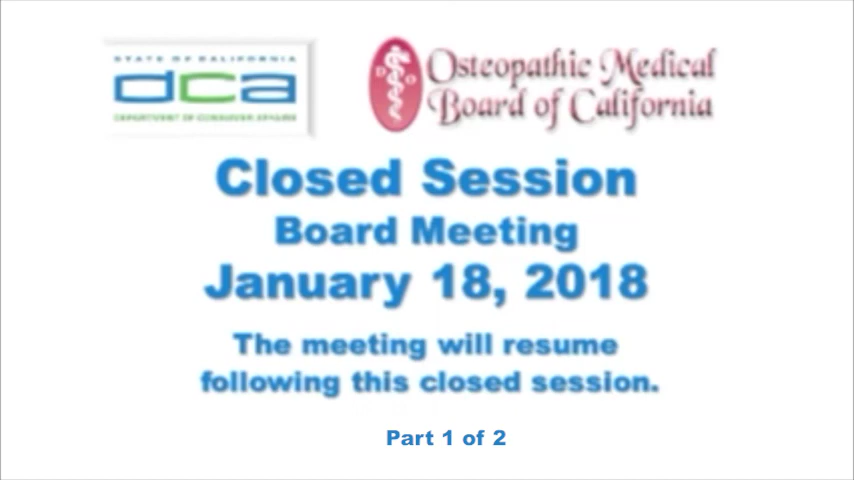 STATE OF CALIFORNIA
dca
DEPARTMENT OF CONSUMER AFFAIRS
D O
Osteopathic Medical
Board of California
Closed Session
Board Meeting
January 18, 2018
The meeting will resume
following this closed session.
Part 1 of 2